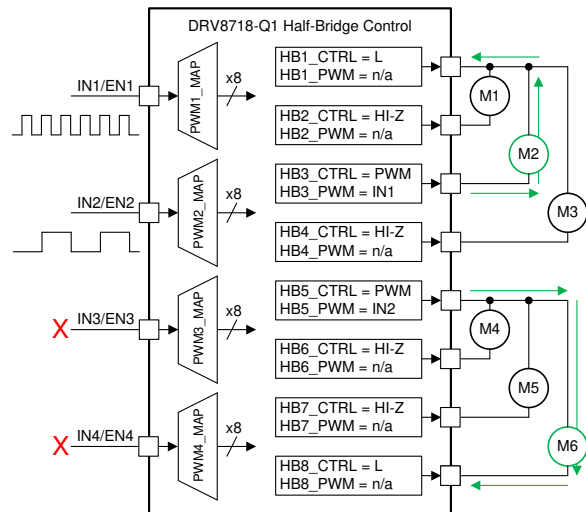 DRV8718-Q1 Half-Bridge Control
IN1/EN1
PWM1_MAP
x8
HB1_CTRL = L
HB1_PWM = n/a
M1
HB2_CTRL = HI-Z
HB2_PWM = n/a
M2
IN2/EN2
PWM2_MAP
x8
HB3_CTRL = PWM
HB3_PWM = IN1
M3
HB4_CTRL = HI-Z
HB4_PWM = n/a
X
IN3/EN3
PWM3_MAP
x8
HB5_CTRL = PWM
HB5_PWM = IN2
M4
HB6_CTRL = HI-Z
HB6_PWM = n/a
M5
X
IN4/EN4
PWM4_MAP
x8
HB7_CTRL = HI-Z
HB7_PWM = n/a
M6
HB8_CTRL = L
HB8_PWM = n/a